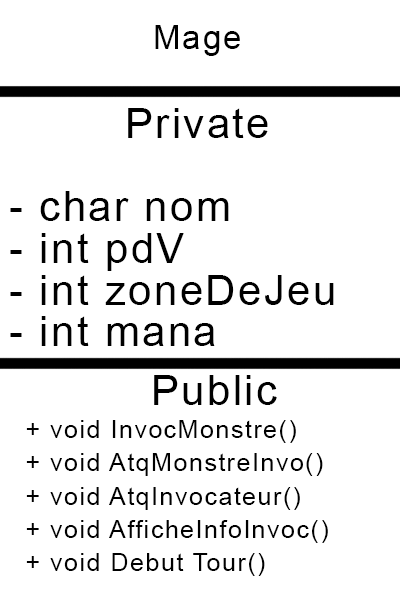 Mage
Private
- char nom
- int pdV
- int zoneDeJeu
- int mana
Public
+ void InvocMonstre()
+ void AtqMonstreInvo()
+ void AtqInvocateur()
+ void AfficheInfoInvoc()
+ void Debut Tour()